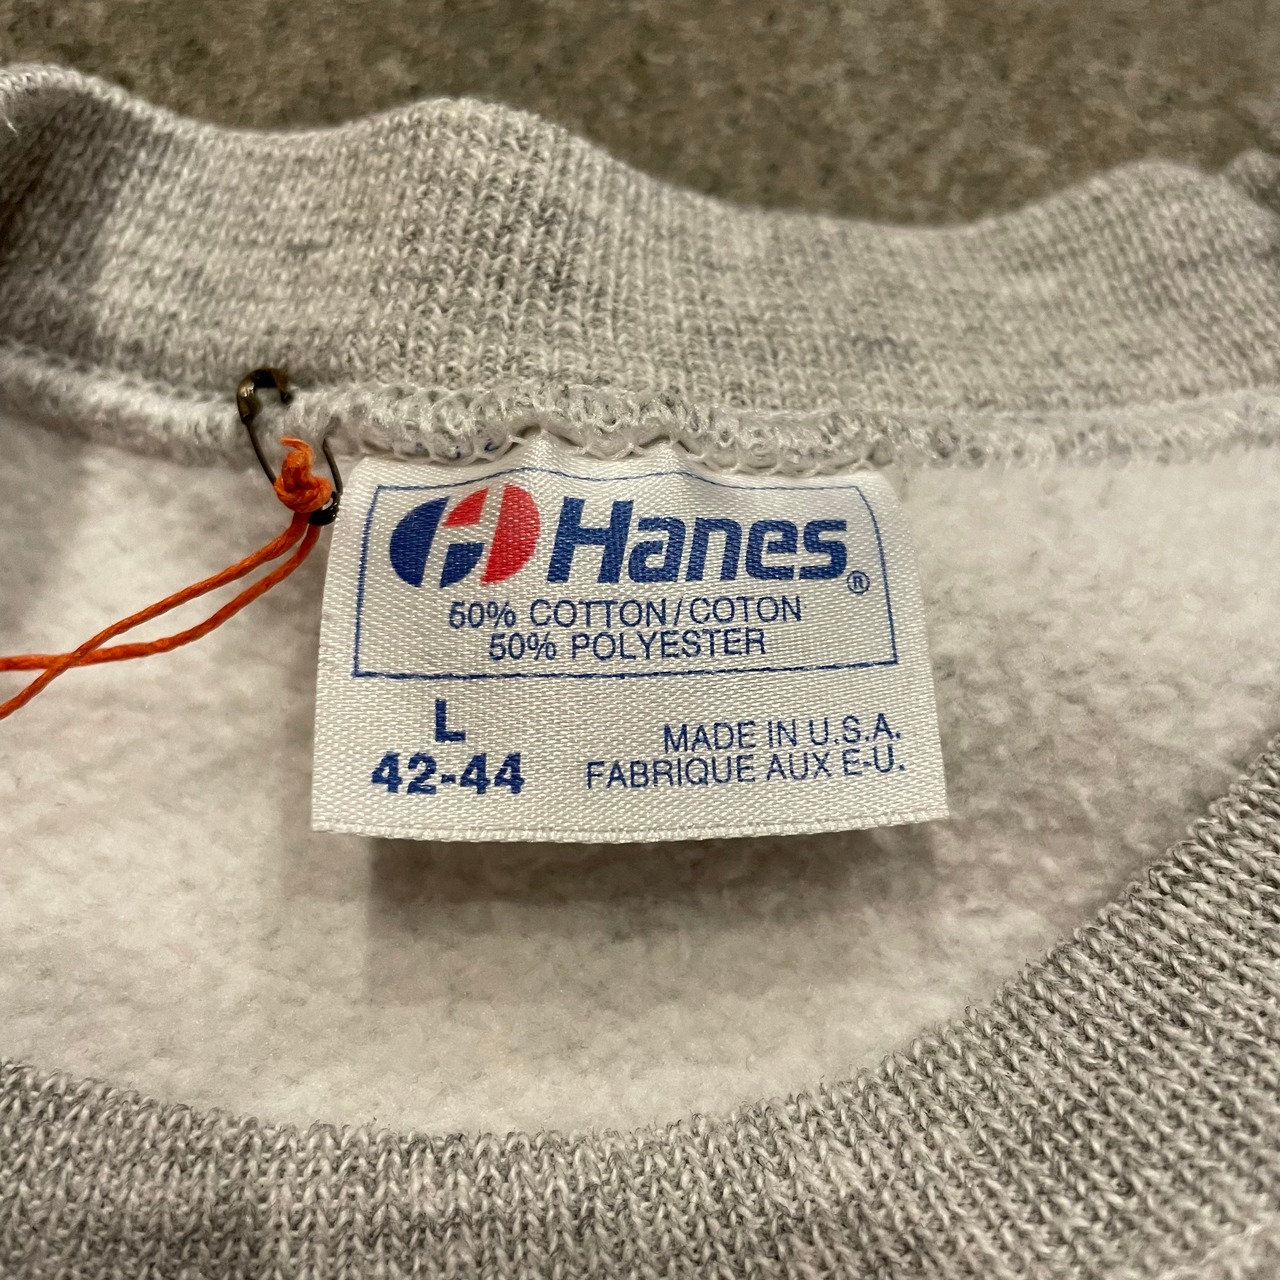 Hanes®
50% COTTON/COTON
50% POLYESTER
L
42-44
MADE IN U.S.A.
FABRIQUE AUX E-U.